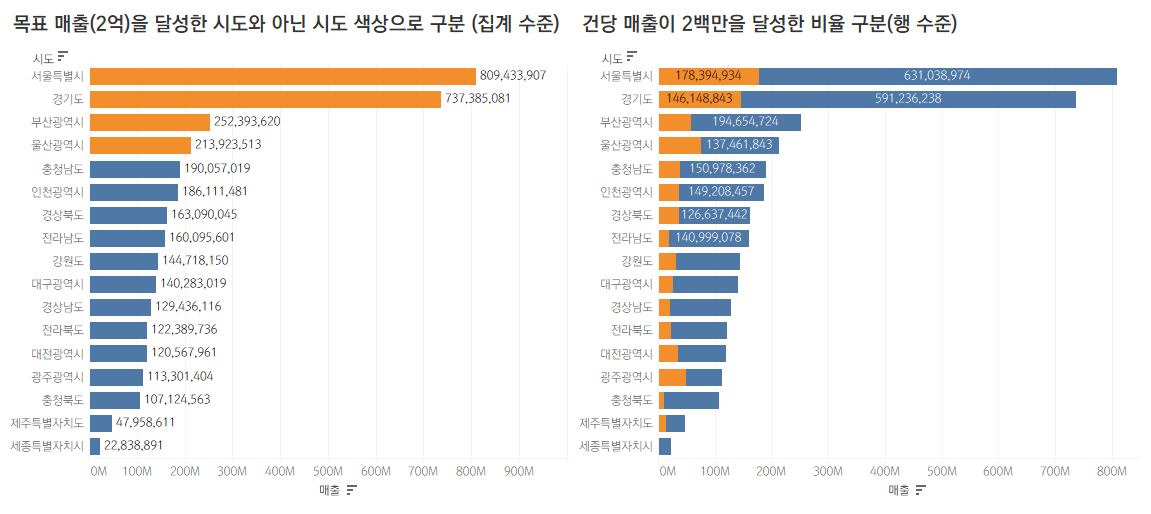 목표 매출(2억)을 달성한 시도와 아닌 시도 색상으로 구분 (집계 수준)
시도
서울특별시 809,433,907
경기도 737,385,081
부산광역시 252,393,620
울산광역시 213,923,513
충청남도 190,057,019
인천광역시 186,111,481
경상북도 163,090,045
전라남도 160,095,601
강원도 144,718,150
대구광역시 140,283,019
경상남도 129,436,116
전라북도 122,389,736
대전광역시 120,567,961
광주광역시 113,301,404
충청북도 107,124,563
제주특별자치도 47,958,611
세종특별자치시 22,838,891
0M 100M 200M 300M 400M 500M 600M 700M 800M 900M
매출
건당 매출이 2백만을 달성한 비율 구분(행 수준)
시도
서울특별시 178,394,934 631,038,974
경기도 146,148,843 591,236,238
부산광역시 194,654,724
울산광역시 137,461,843
충청남도 150,978,362
인천광역시 149,208,457
경상북도 126,637,442
전라남도 140,999,078
강원도
대구광역시
경상남도
전라북도
대전광역시
광주광역시
충청북도
제주특별자치도
세종특별자치시
0M 100M 200M 300M 400M 500M 600M 700M 800M
매출